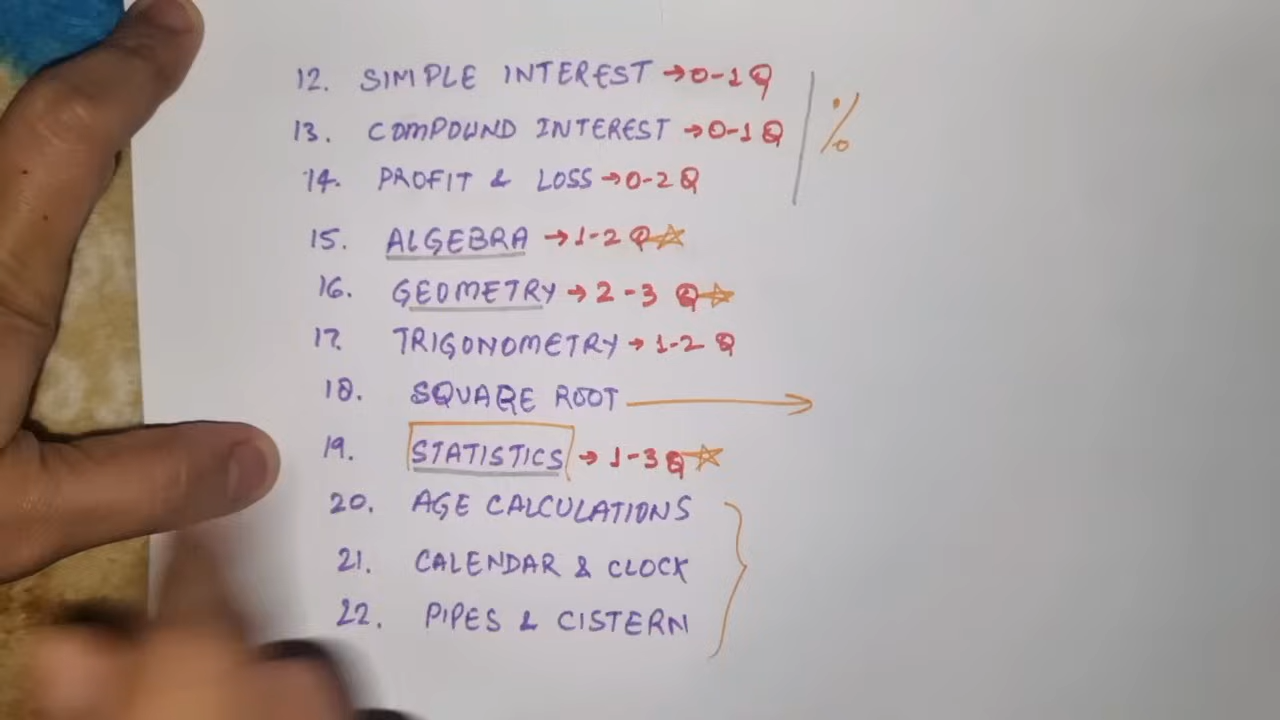 12. SIMPLE INTEREST → 0-1 Q
13. COMPOUND INTEREST → 0-1 Q %
14. PROFIT & LOSS → 0-2 Q
15. ALGEBRA → 1-2 Q ☆
16. GEOMETRY → 2-3 Q ☆
17. TRIGONOMETRY → 1-2 Q
18. SQUARE ROOT →
19. STATISTICS → 1-3 Q ☆
20. AGE CALCULATIONS
21. CALENDAR & CLOCK
22. PIPES & CISTERN